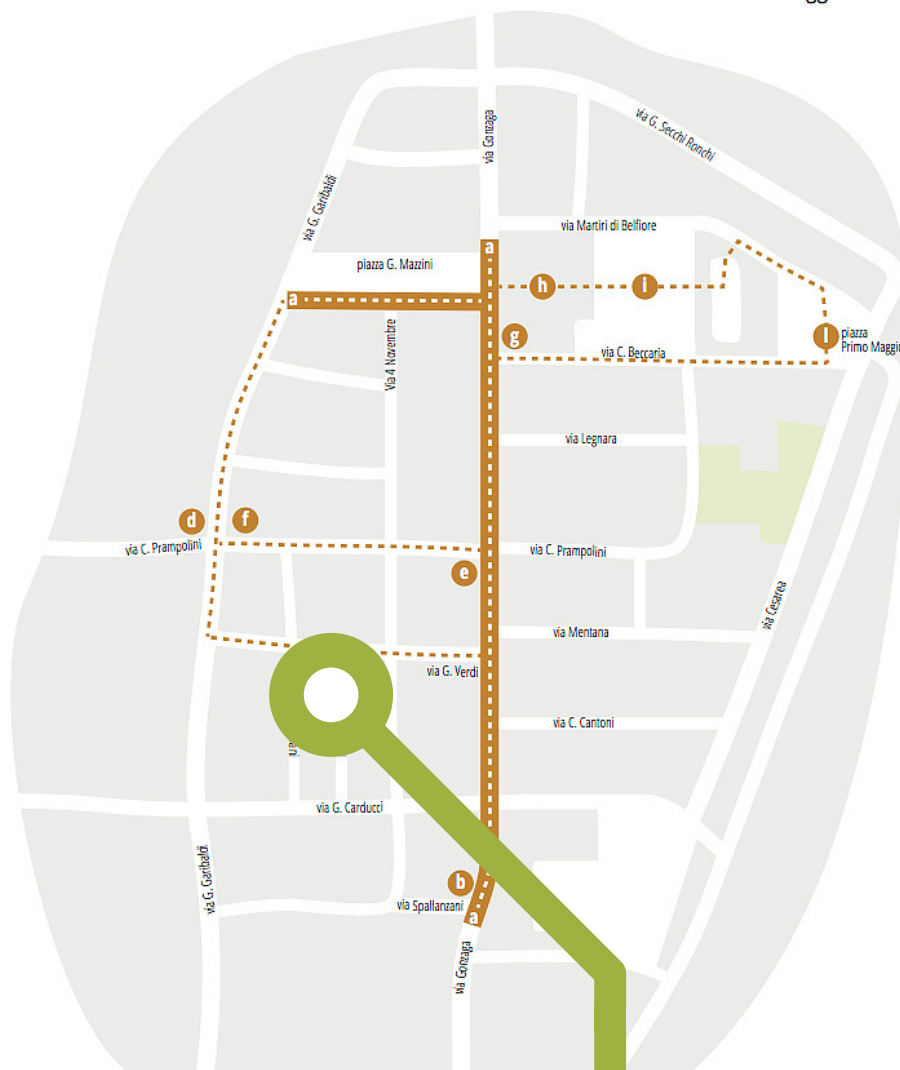 gg
via G. Secchi Ronchi
via Gonzaga
via G. Garibaldi
via Martiri di Belfiore
a
piazza G. Mazzini
h
i
a
g
l
piazza
Primo Maggio
via C. Beccaria
Via 4 Novembre
via Legnara
d
f
via C. Prampolini
via C. Prampolini
e
via Cesarea
via Mentana
via G. Verdi
via C. Cantoni
via G. Carducci
via G. Garibaldi
b
via Spallanzani
a
via Gonzaga